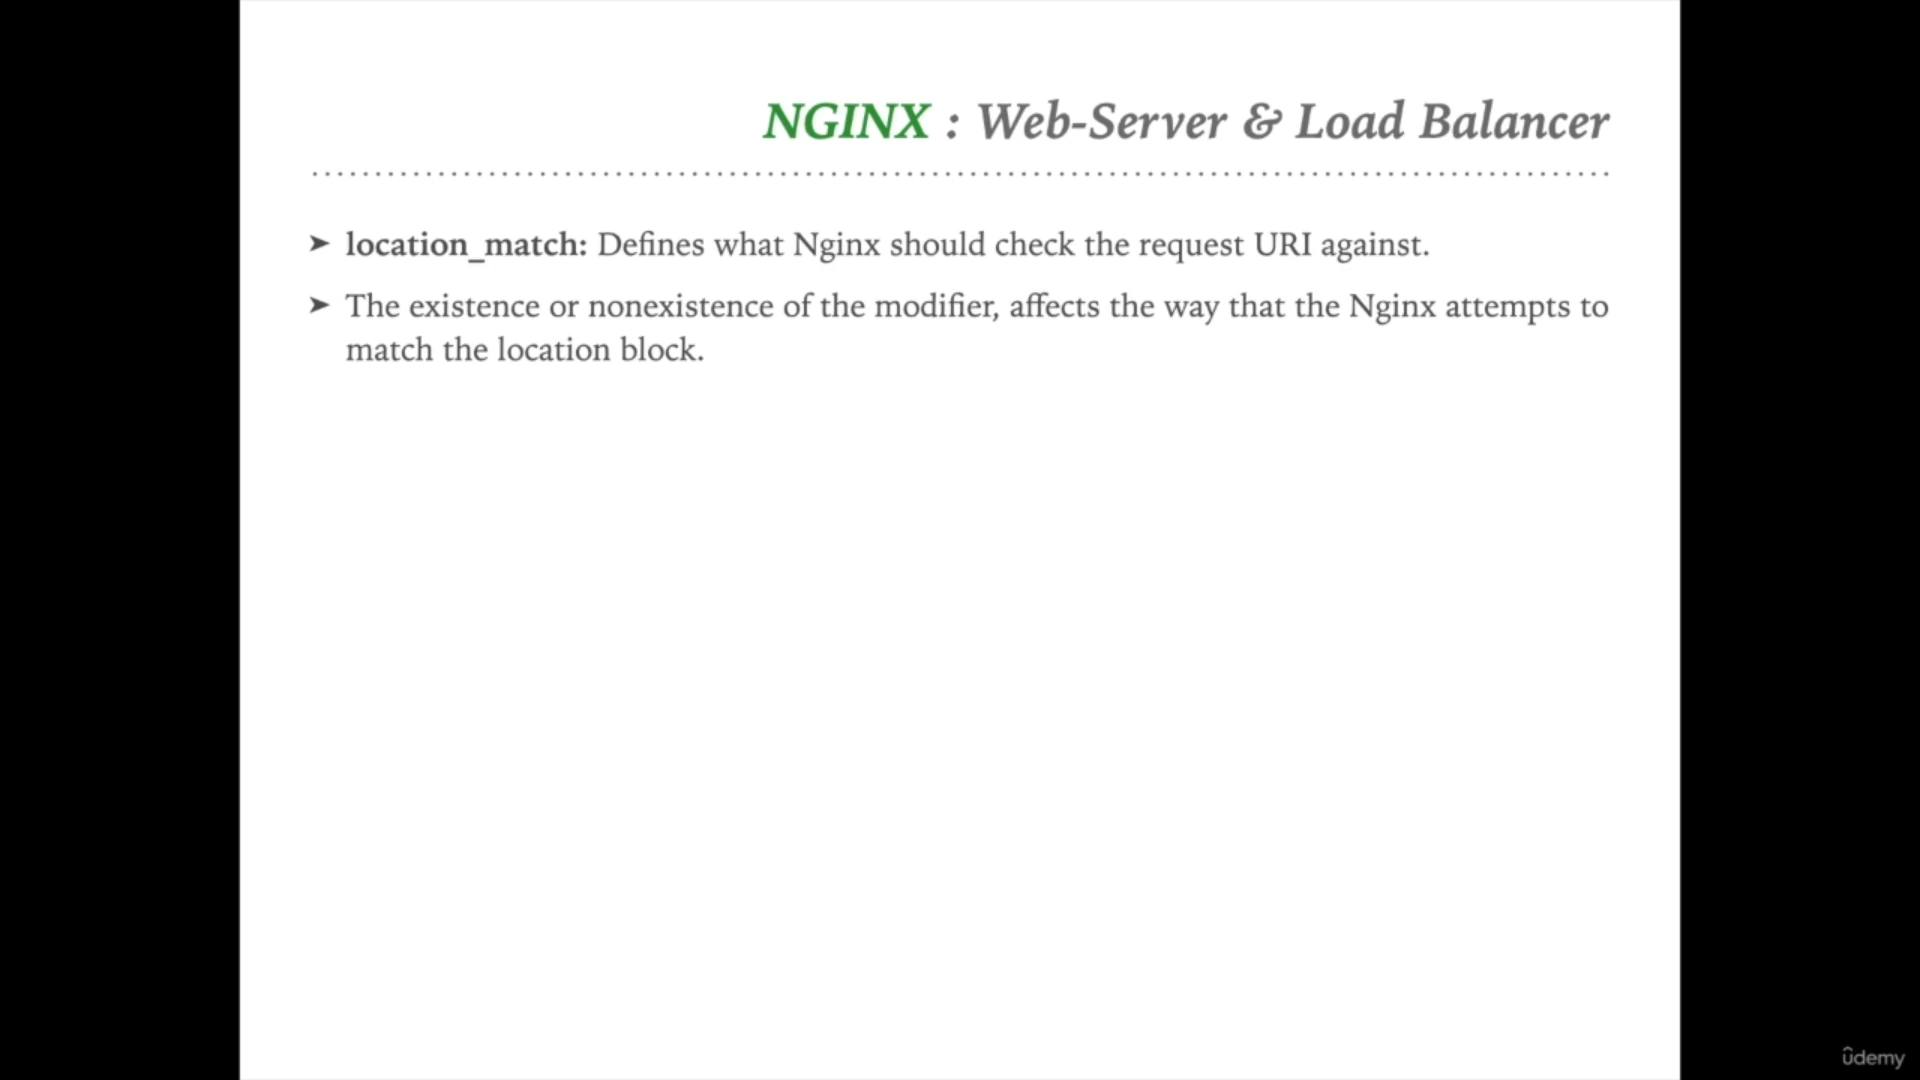 NGINX : Web-Server & Load Balancer
➤ location_match: Defines what Nginx should check the request URI against.
➤ The existence or nonexistence of the modifier, affects the way that the Nginx attempts to
match the location block.
ûdemy